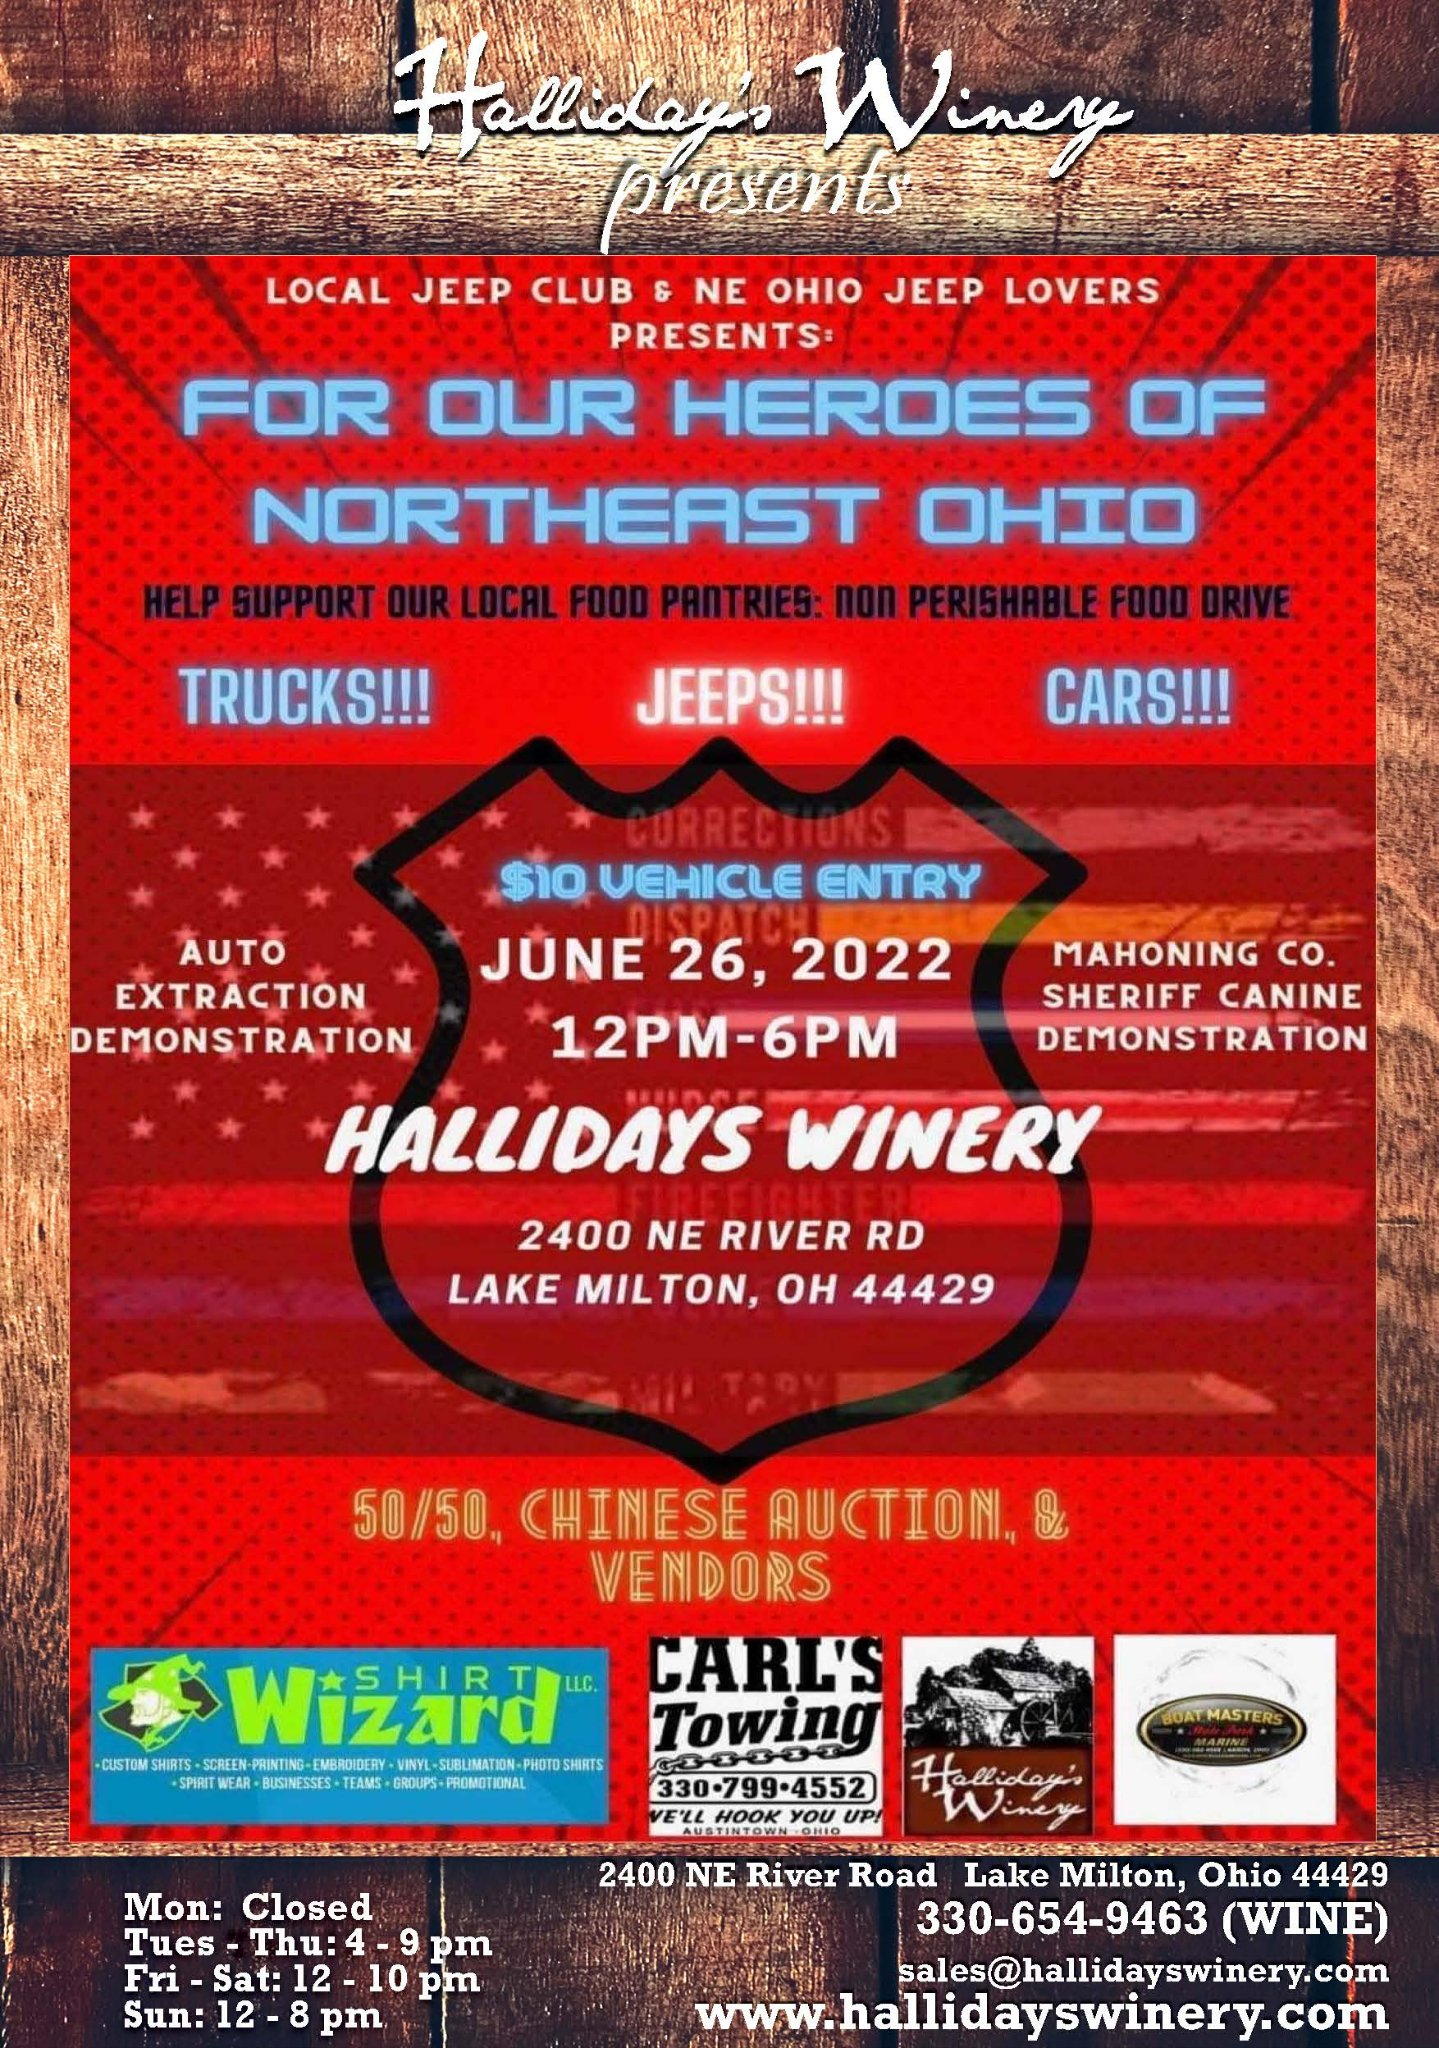 Halliday's Winery
presents
LOCAL JEEP CLUB & NE OHIO JEEP LOVERS
PRESENTS:
FOR OUR HEROES OF
NORTHEAST OHIO
HELP SUPPORT OUR LOCAL FOOD PANTRIES: NON PERISHABLE FOOD DRIVE
TRUCKS!!! JEEPS!!! CARS!!!
CORRECTIONS
$10 VEHICLE ENTRY
DISPATCH
JUNE 26, 2022
12PM-6PM
AUTO
EXTRACTION
DEMONSTRATION
MAHONING CO.
SHERIFF CANINE
DEMONSTRATION
NURSE
HALLIDAYS WINERY
FIREFIGHTER
2400 NE RIVER RD
LAKE MILTON, OH 44429
MILITARY
50/50, CHINESE AUCTION, &
VENDORS
SHIRT
Wizard LLC.
• CUSTOM SHIRTS • SCREEN-PRINTING • EMBROIDERY • VINYL • SUBLIMATION • PHOTO SHIRTS
• SPIRIT WEAR • BUSINESSES • TEAMS • GROUPS • PROMOTIONAL
CARL'S
Towing
330•799•4552
WE'LL HOOK YOU UP!
AUSTINTOWN OHIO
Halliday's
Winery
BOAT MASTERS
State Park
MARINE
Mon: Closed
Tues - Thu: 4 - 9 pm
Fri - Sat: 12 - 10 pm
Sun: 12 - 8 pm
2400 NE River Road Lake Milton, Ohio 44429
330-654-9463 (WINE)
sales@hallidayswinery.com
www.hallidayswinery.com